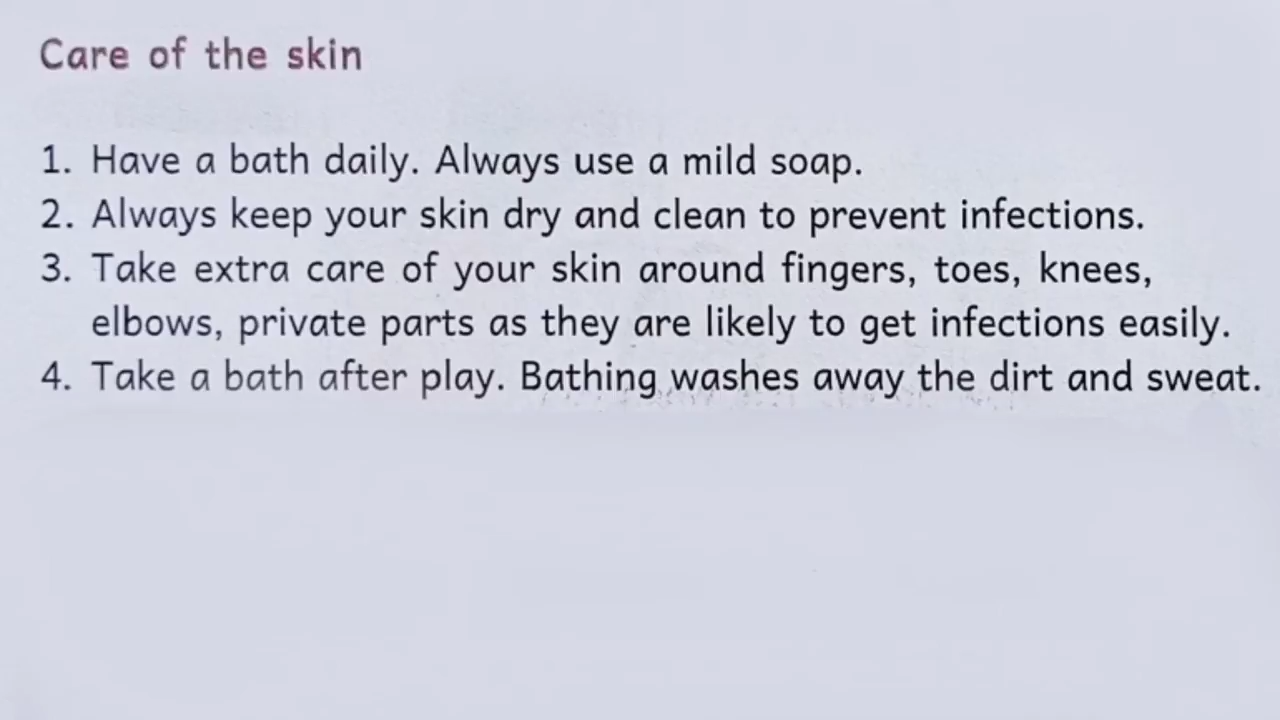 Care of the skin
1. Have a bath daily. Always use a mild soap.
2. Always keep your skin dry and clean to prevent infections.
3. Take extra care of your skin around fingers, toes, knees,
elbows, private parts as they are likely to get infections easily.
4. Take a bath after play. Bathing washes away the dirt and sweat.